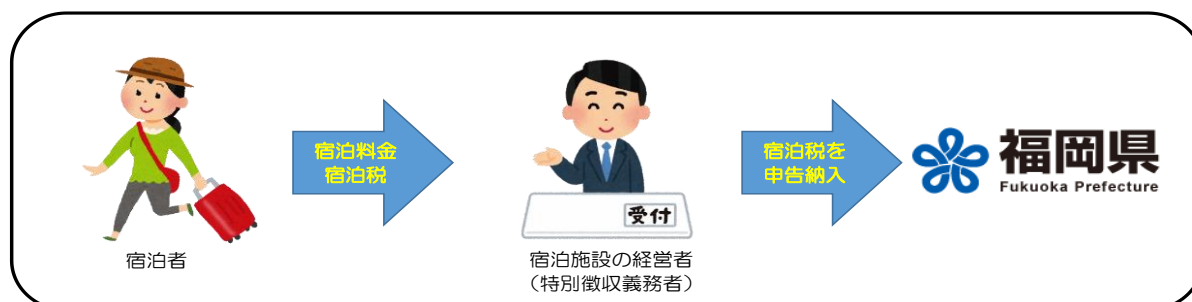 宿泊料金
宿泊税
宿泊税を
申告納入
福岡県
Fukuoka Prefecture
受付
宿泊者
宿泊施設の経営者
（特別徴収義務者）